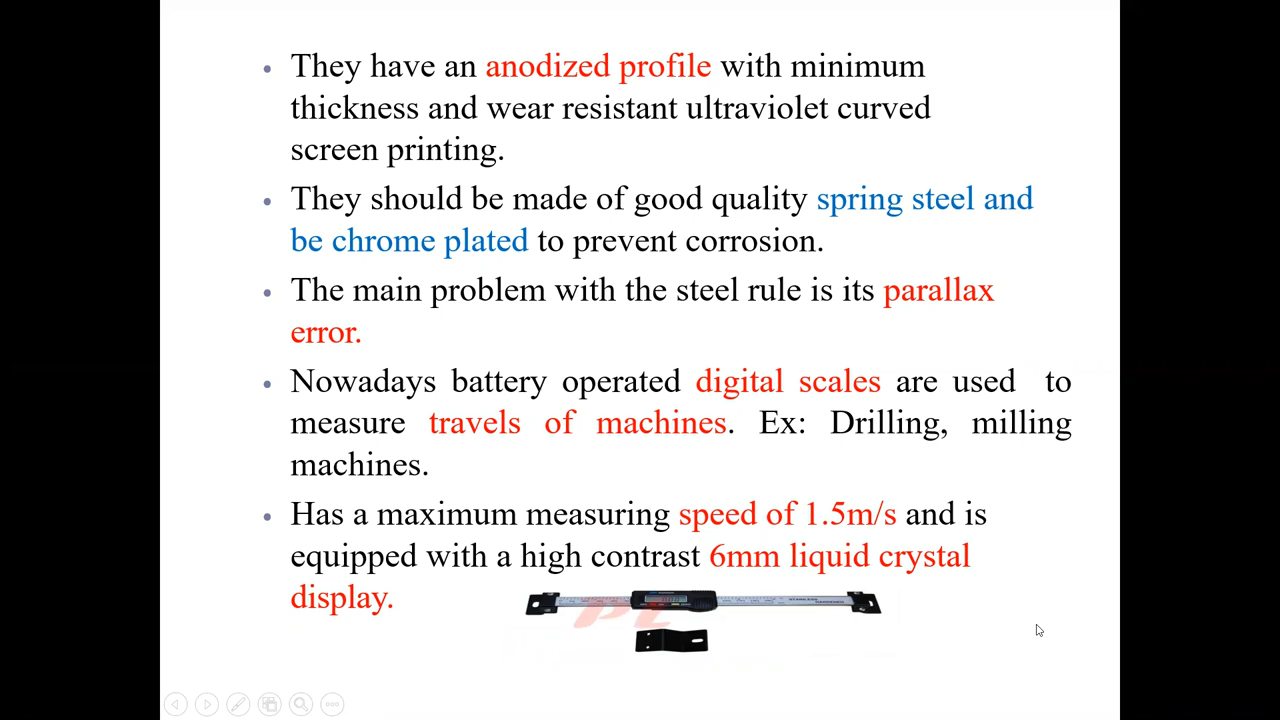 • They have an anodized profile with minimum
thickness and wear resistant ultraviolet curved
screen printing.
• They should be made of good quality spring steel and
be chrome plated to prevent corrosion.
• The main problem with the steel rule is its parallax
error.
• Nowadays battery operated digital scales are used to
measure travels of machines. Ex: Drilling, milling
machines.
• Has a maximum measuring speed of 1.5m/s and is
equipped with a high contrast 6mm liquid crystal
display.